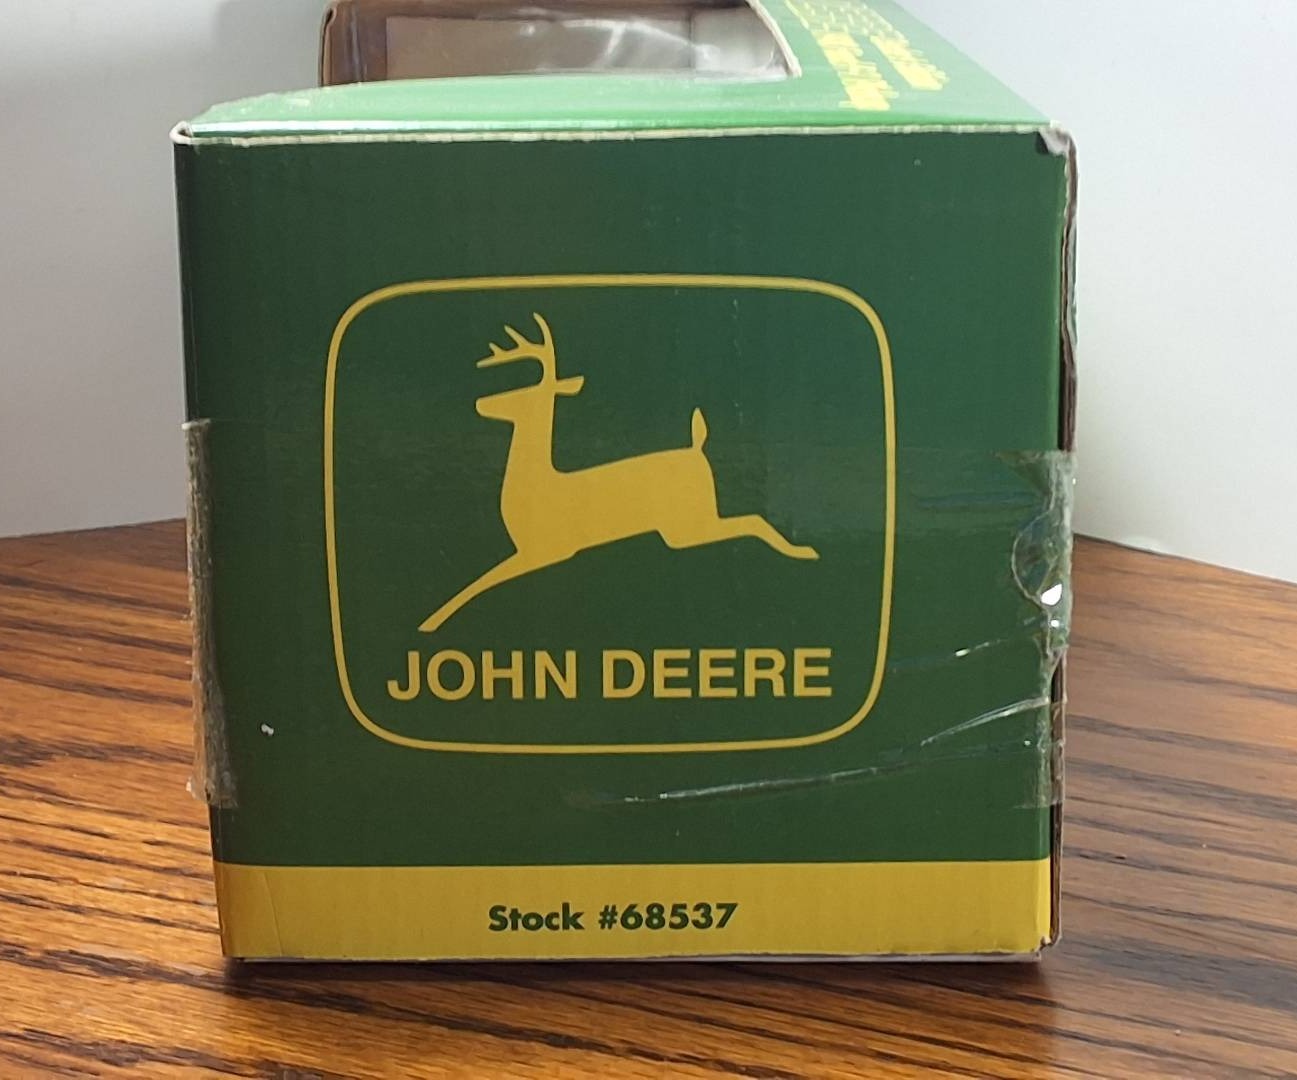 JOHN DEERE
Stock #68537